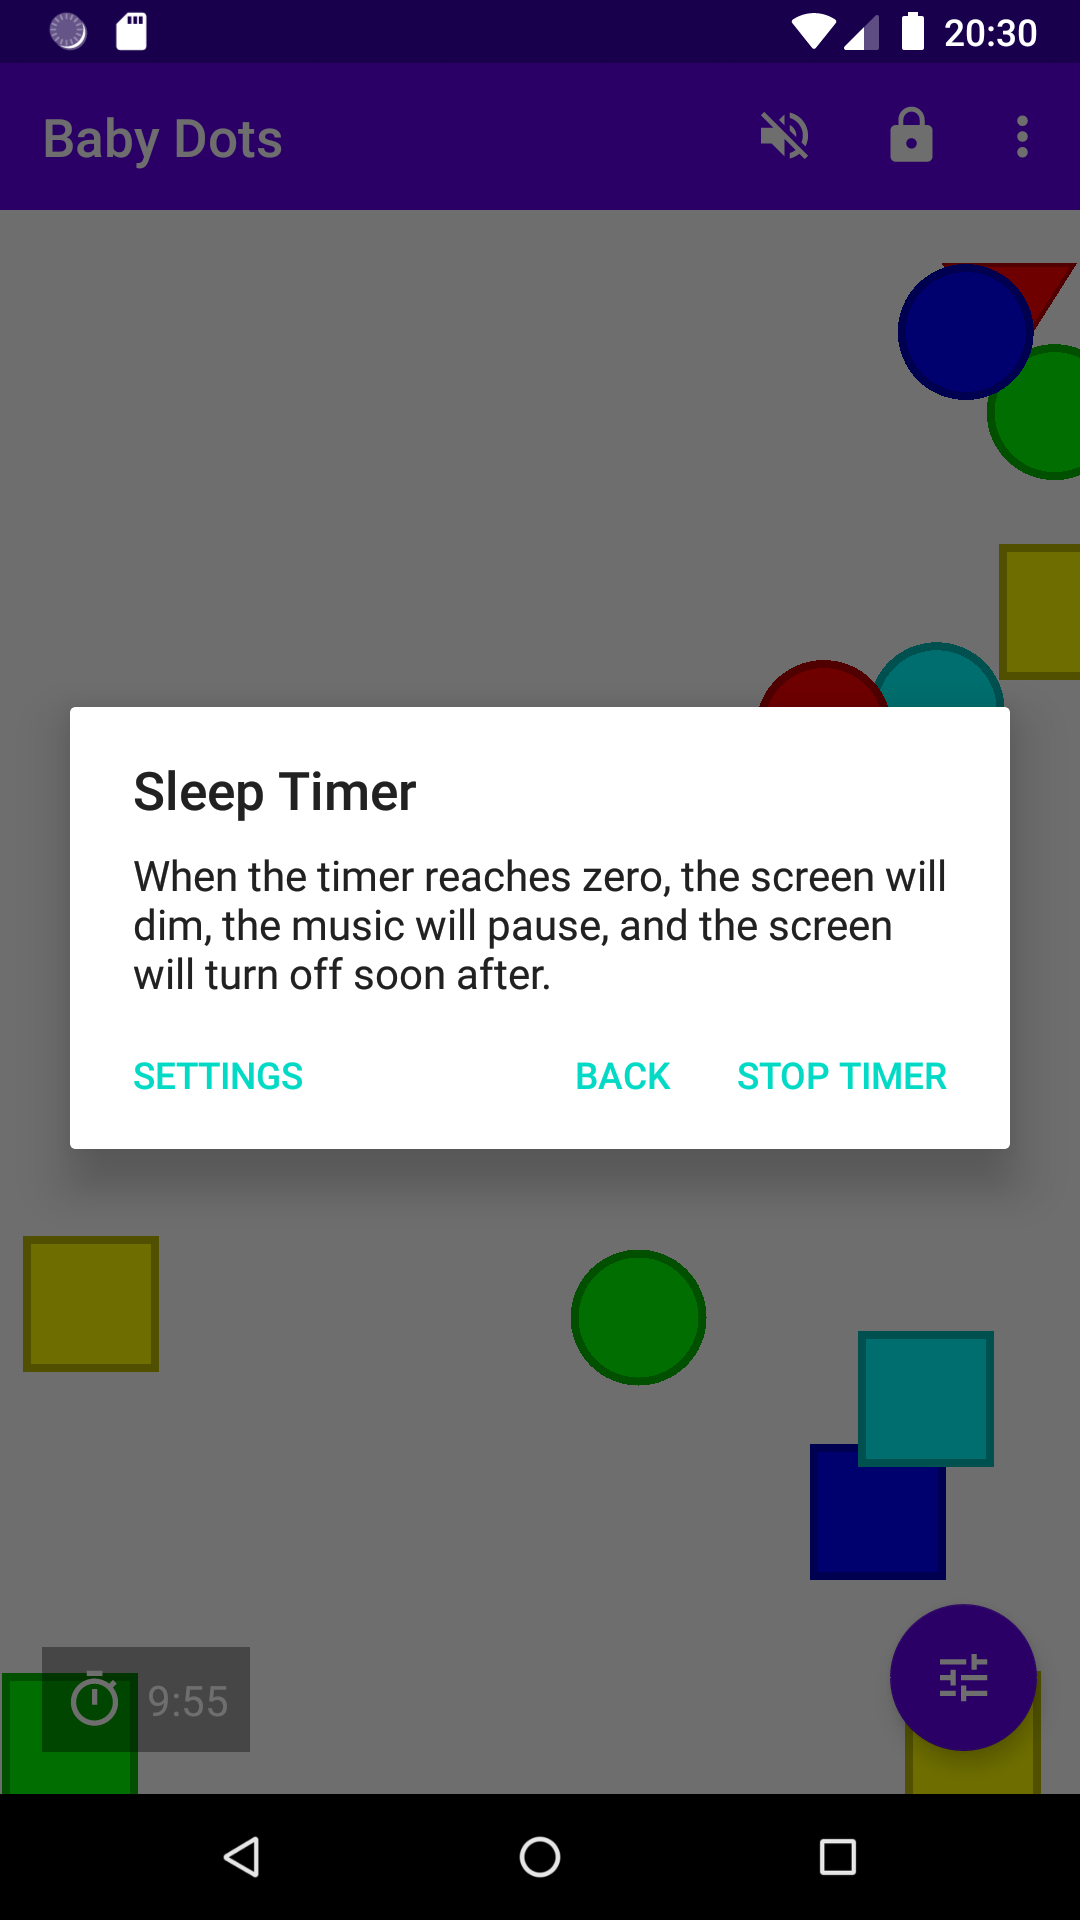 20:30
Baby Dots
Sleep Timer
When the timer reaches zero, the screen will
dim, the music will pause, and the screen
will turn off soon after.
SETTINGS BACK STOP TIMER
9:55